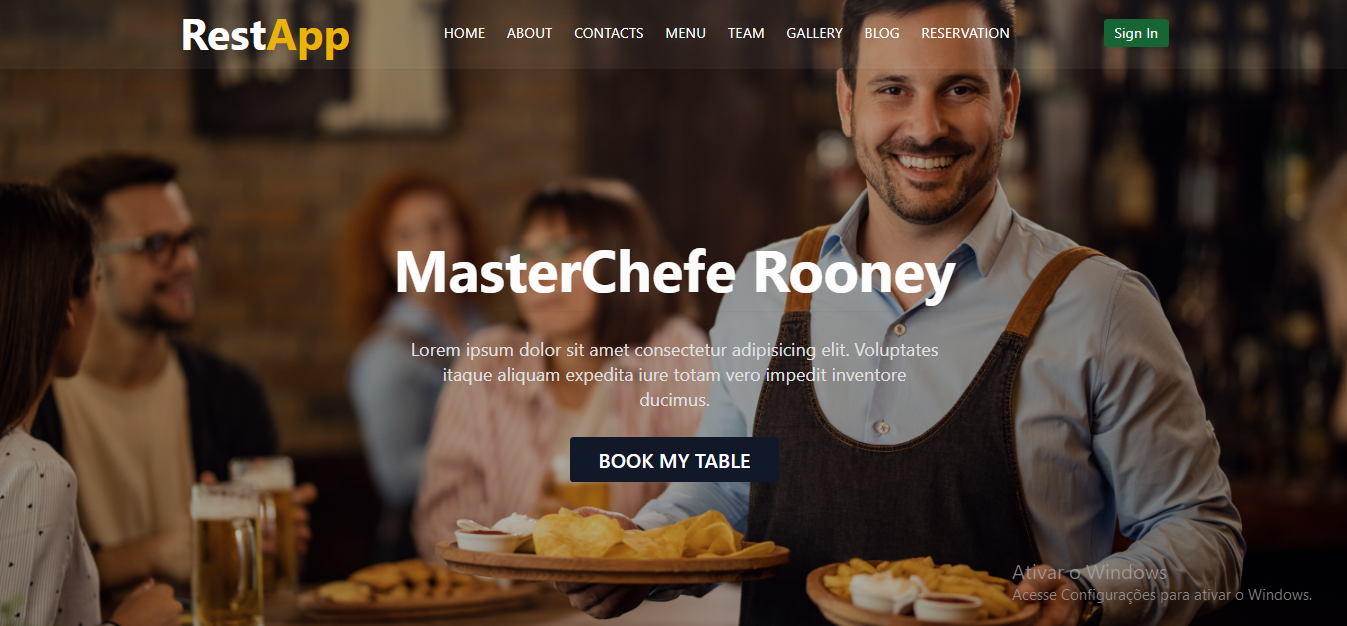 RestApp
HOME ABOUT CONTACTS MENU TEAM GALLERY BLOG RESERVATION
Sign In
MasterChefe Rooney
Lorem ipsum dolor sit amet consectetur adipisicing elit. Voluptates
itaque aliquam expedita iure totam vero impedit inventore
ducimus.
BOOK MY TABLE
Ativar o Windows
Acesse Configurações para ativar o Windows.